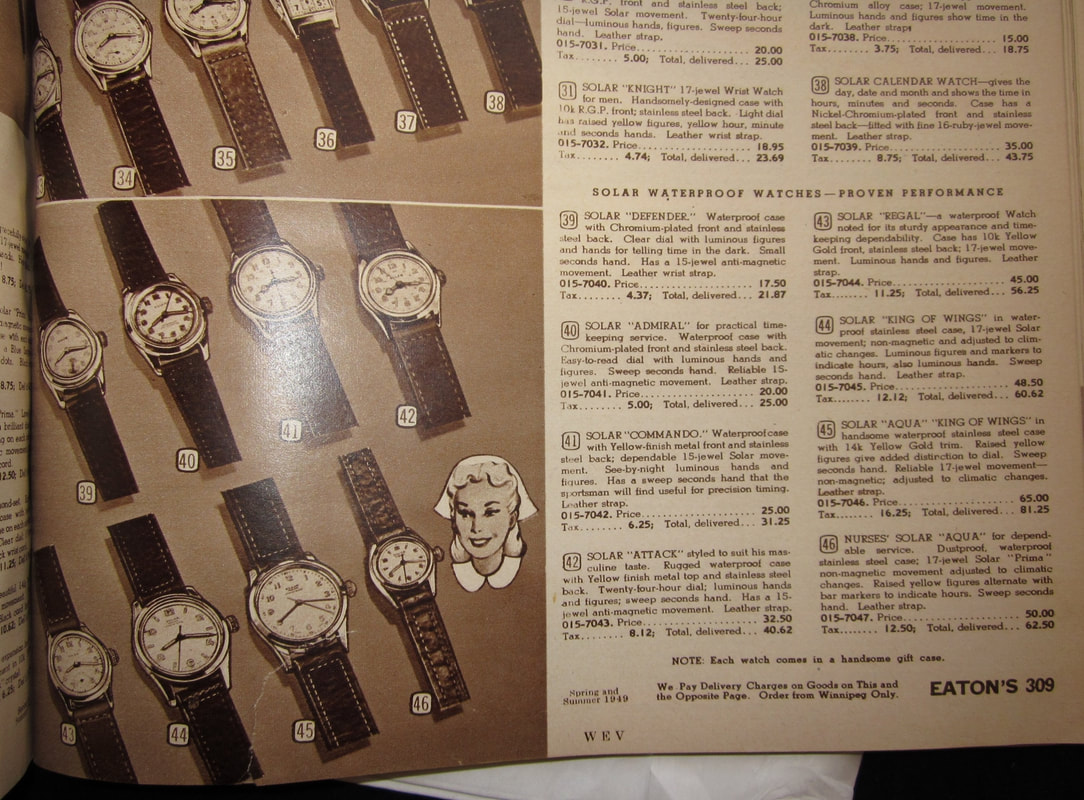 34
35
36
37
38
39
40
41
42
43
44
45
46
R.G.P. front and stainless steel back;
15-jewel Solar movement. Twenty-four-hour
dial—luminous hands, figures. Sweep seconds
hand. Leather strap.
015-7031. Price 20.00
Tax 5.00; Total, delivered 25.00
31 SOLAR "KNIGHT" 17-jewel Wrist Watch
for men. Handsomely-designed case with
10k R.G.P. front; stainless steel back. Light dial
has raised yellow figures, yellow hour, minute
and seconds hands. Leather wrist strap.
015-7032. Price 18.95
Tax 4.74; Total, delivered 23.69
Chromium alloy case; 17-jewel movement.
Luminous hands and figures show time in the
dark. Leather strap.
015-7038. Price 15.00
Tax 3.75; Total, delivered 18.75
38 SOLAR CALENDAR WATCH—gives the
day, date and month and shows the time in
hours, minutes and seconds. Case has a
Nickel-Chromium-plated front and stainless
steel back—fitted with fine 16-ruby-jewel move-
ment. Leather strap.
015-7039. Price 35.00
Tax 8.75; Total, delivered 43.75
SOLAR WATERPROOF WATCHES—PROVEN PERFORMANCE
39 SOLAR "DEFENDER." Waterproof case
with Chromium-plated front and stainless
steel back. Clear dial with luminous figures
and hands for telling time in the dark. Small
seconds hand. Has a 15-jewel anti-magnetic
movement. Leather wrist strap.
015-7040. Price 17.50
Tax 4.37; Total, delivered 21.87
40 SOLAR "ADMIRAL" for practical time-
keeping service. Waterproof case with
Chromium-plated front and stainless steel back.
Easy-to-read dial with luminous hands and
figures. Sweep seconds hand. Reliable 15-
jewel anti-magnetic movement. Leather strap.
015-7041. Price 20.00
Tax 5.00; Total, delivered 25.00
41 SOLAR "COMMANDO." Waterproof case
with Yellow-finish metal front and stainless
steel back; dependable 15-jewel Solar move-
ment. See-by-night luminous hands and
figures. Has a sweep seconds hand that the
sportsman will find useful for precision timing.
Leather strap.
015-7042. Price 25.00
Tax 6.25; Total, delivered 31.25
42 SOLAR "ATTACK" styled to suit his mas-
culine taste. Rugged waterproof case
with Yellow finish metal top and stainless steel
back. Twenty-four-hour dial; luminous hands
and figures; sweep seconds hand. Has a 15-
jewel anti-magnetic movement. Leather strap.
015-7043. Price 32.50
Tax 8.12; Total, delivered 40.62
43 SOLAR "REGAL"—a waterproof Watch
noted for its sturdy appearance and time-
keeping dependability. Case has 10k Yellow
Gold front, stainless steel back; 17-jewel move-
ment. Luminous hands and figures. Leather
strap.
015-7044. Price 45.00
Tax 11.25; Total, delivered 56.25
44 SOLAR "KING OF WINGS" in water-
proof stainless steel case, 17-jewel Solar
movement; non-magnetic and adjusted to clim-
atic changes. Luminous figures and markers to
indicate hours, also luminous hands. Sweep
seconds hand. Leather strap.
015-7045. Price 48.50
Tax 12.12; Total, delivered 60.62
45 SOLAR "AQUA" "KING OF WINGS" in
handsome waterproof stainless steel case
with 14k Yellow Gold trim. Raised yellow
figures give added distinction to dial. Sweep
seconds hand. Reliable 17-jewel movement—
non-magnetic; adjusted to climatic changes.
Leather strap.
015-7046. Price 65.00
Tax 16.25; Total, delivered 81.25
46 NURSES' SOLAR "AQUA" for depend-
able service. Dustproof, waterproof
stainless steel case; 17-jewel Solar "Prima"
non-magnetic movement adjusted to climatic
changes. Raised yellow figures alternate with
bar markers to indicate hours. Sweep seconds
hand. Leather strap.
015-7047. Price 50.00
Tax 12.50; Total, delivered 62.50
NOTE: Each watch comes in a handsome gift case.
Spring and
Summer 1949
We Pay Delivery Charges on Goods on This and
the Opposite Page. Order from Winnipeg Only.
EATON'S 309
W E V